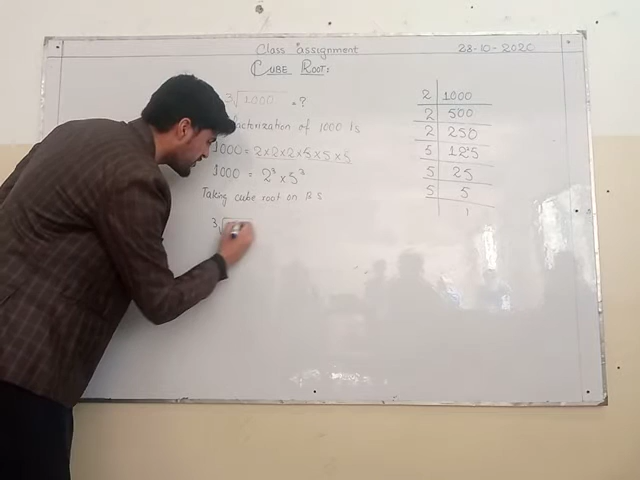 Class assignment 28-10-2020
CUBE ROOT:
3√1000 = ?
factorization of 1000 is
1000 = 2×2×2×5×5×5
1000 = 2³ × 5³
Taking cube root on B.S
3√
2 1000
2 500
2 250
5 125
5 25
5 5
1